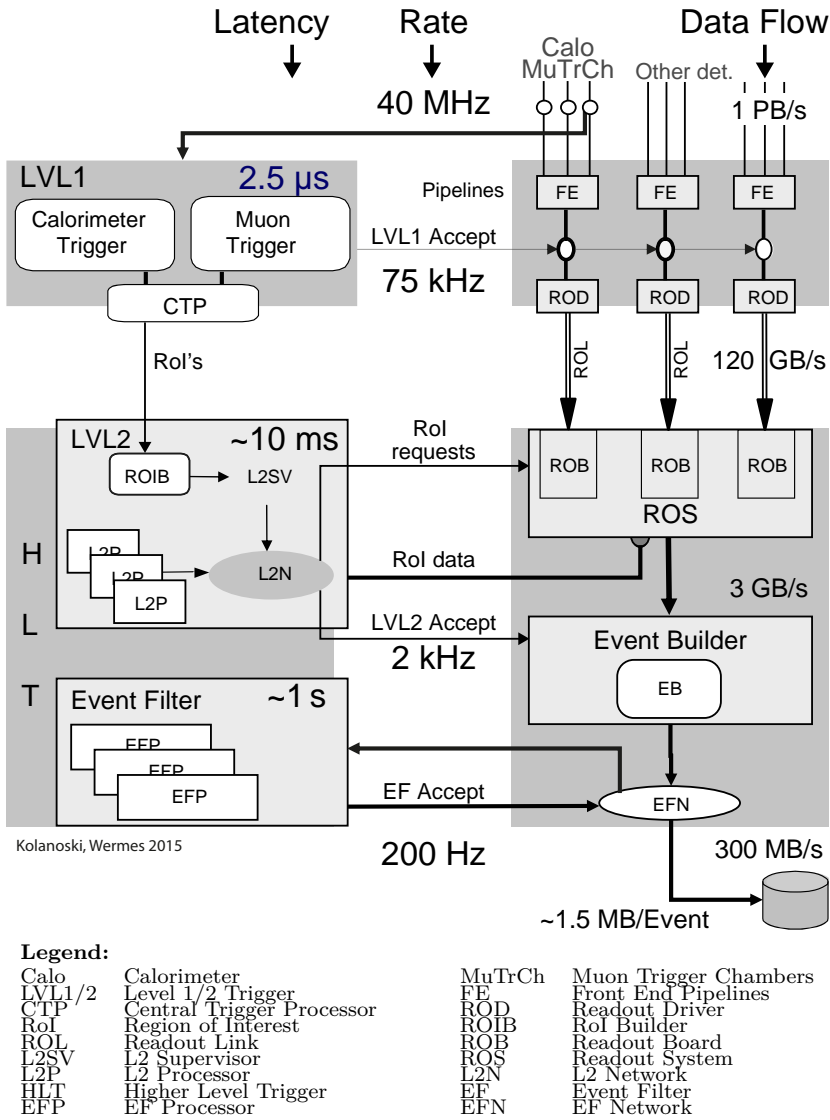 Latency Rate Data Flow
Calo
MuTrCh
Other det.
40 MHz
1 PB/s
LVL1
2.5 µs
Pipelines
FE
FE
FE
Calorimeter
Trigger
Muon
Trigger
LVL1 Accept
75 kHz
CTP
ROD
ROD
ROD
RoI's
ROL
ROL
120 GB/s
LVL2
~10 ms
RoI
requests
ROIB
L2SV
ROB
ROB
ROB
ROS
H
L2P
L2P
L2P
L2N
RoI data
3 GB/s
L
LVL2 Accept
2 kHz
Event Builder
EB
T
Event Filter
~1 s
EFP
EFP
EFP
EF Accept
EFN
Kolanoski, Wermes 2015
200 Hz
300 MB/s
~1.5 MB/Event
Legend:
Calo Calorimeter MuTrCh Muon Trigger Chambers
LVL1/2 Level 1/2 Trigger FE Front End Pipelines
CTP Central Trigger Processor ROD Readout Driver
RoI Region of Interest ROIB RoI Builder
ROL Readout Link ROB Readout Board
L2SV L2 Supervisor ROS Readout System
L2P L2 Processor L2N L2 Network
HLT Higher Level Trigger EF Event Filter
EFP EF Processor EFN EF Network